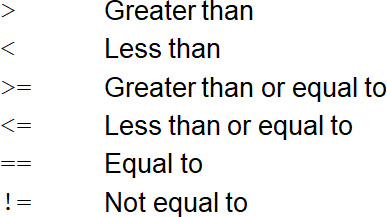 > Greater than
< Less than
>= Greater than or equal to
<= Less than or equal to
== Equal to
!= Not equal to